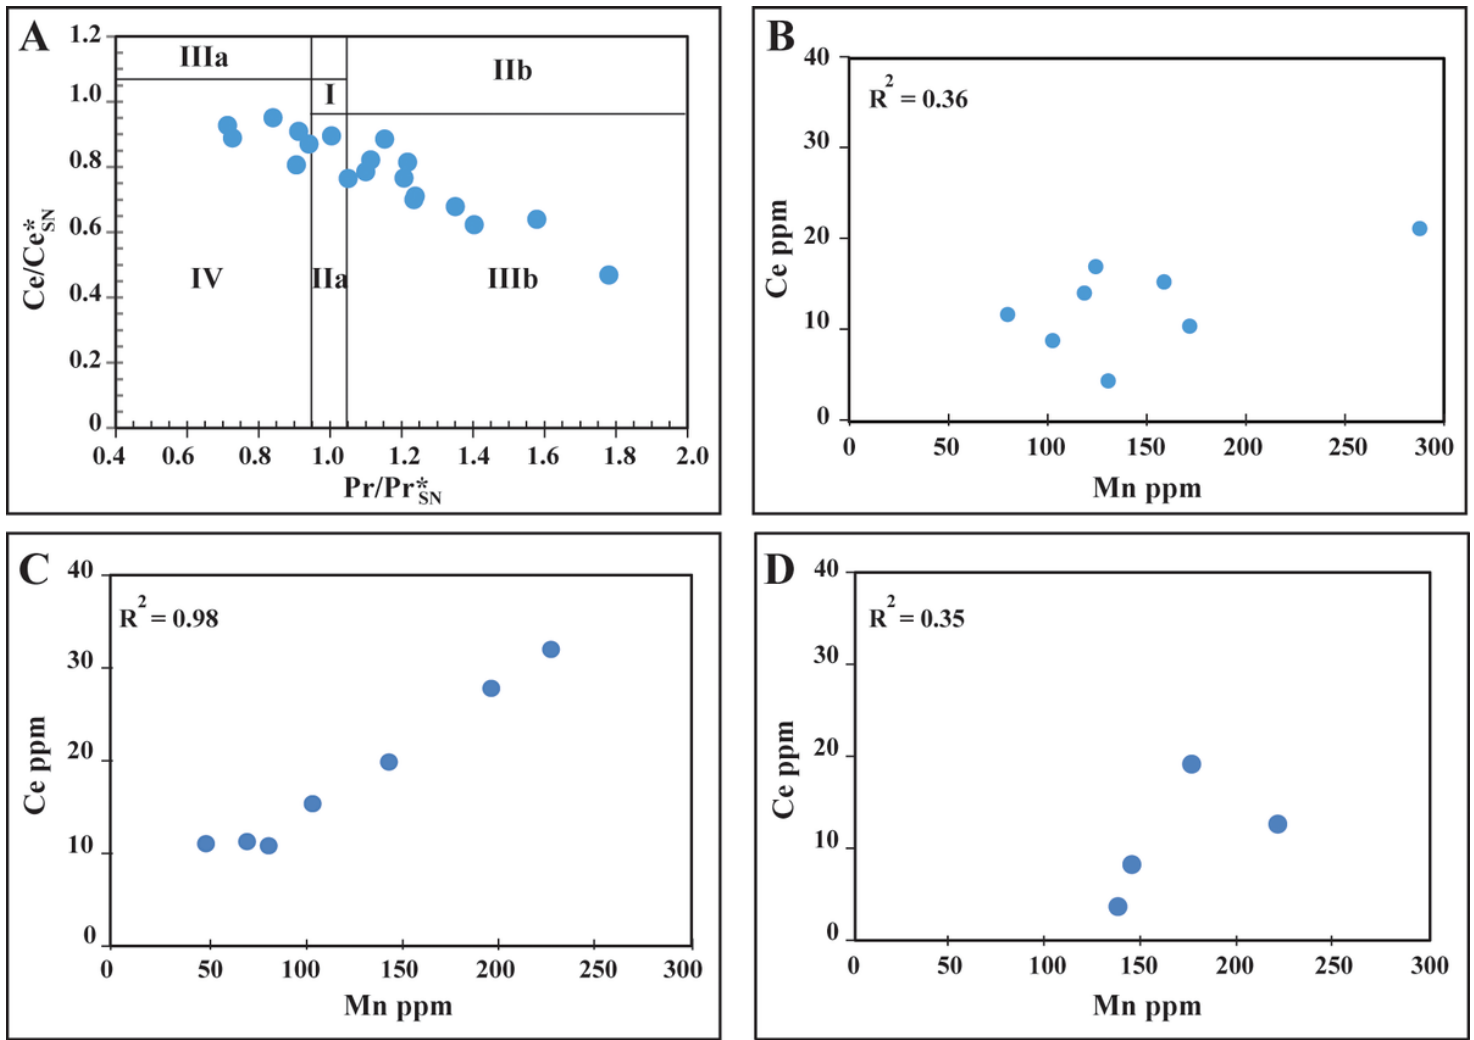 A
1.2
1.0
0.8
0.6
0.4
0.2
0
Ce/Ce*SN
IIIa
I
IIb
IV
IIa
IIIb
0.4 0.6 0.8 1.0 1.2 1.4 1.6 1.8 2.0
Pr/Pr*SN
B
40
30
20
10
0
Ce ppm
R2 = 0.36
0 50 100 150 200 250 300
Mn ppm
C
40
30
20
10
0
Ce ppm
R2 = 0.98
0 50 100 150 200 250 300
Mn ppm
D
40
30
20
10
0
Ce ppm
R2 = 0.35
0 50 100 150 200 250 300
Mn ppm